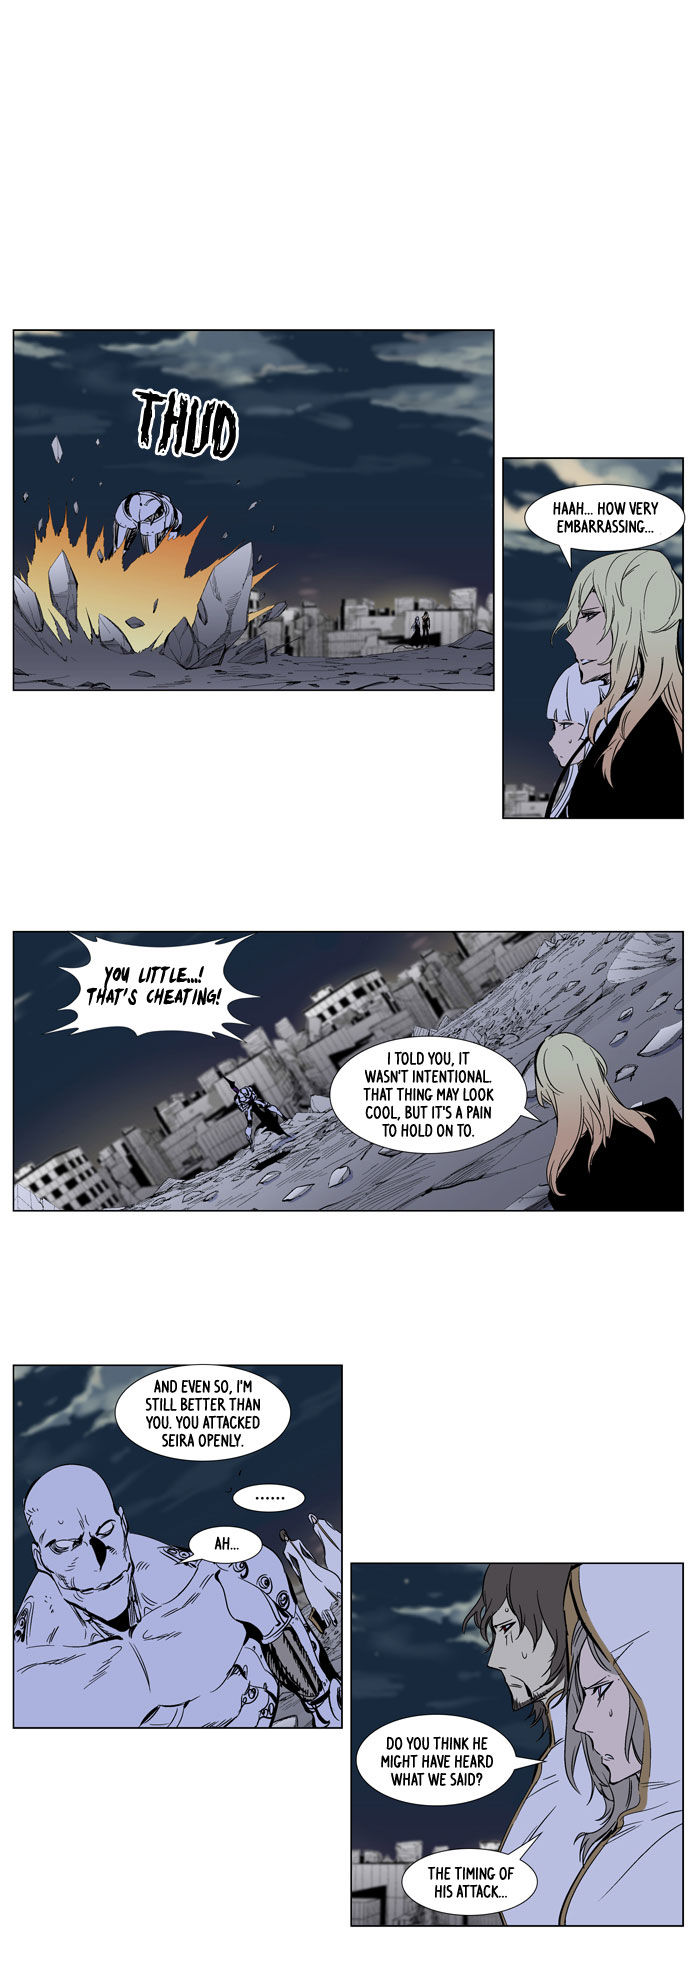 THUD
HAAH... HOW VERY
EMBARRASSING...
YOU LITTLE...!
THAT'S CHEATING!
I TOLD YOU, IT
WASN'T INTENTIONAL.
THAT THING MAY LOOK
COOL, BUT IT'S A PAIN
TO HOLD ON TO.
AND EVEN SO, I'M
STILL BETTER THAN
YOU. YOU ATTACKED
SEIRA OPENLY.
......
AH...
DO YOU THINK HE
MIGHT HAVE HEARD
WHAT WE SAID?
THE TIMING OF
HIS ATTACK...